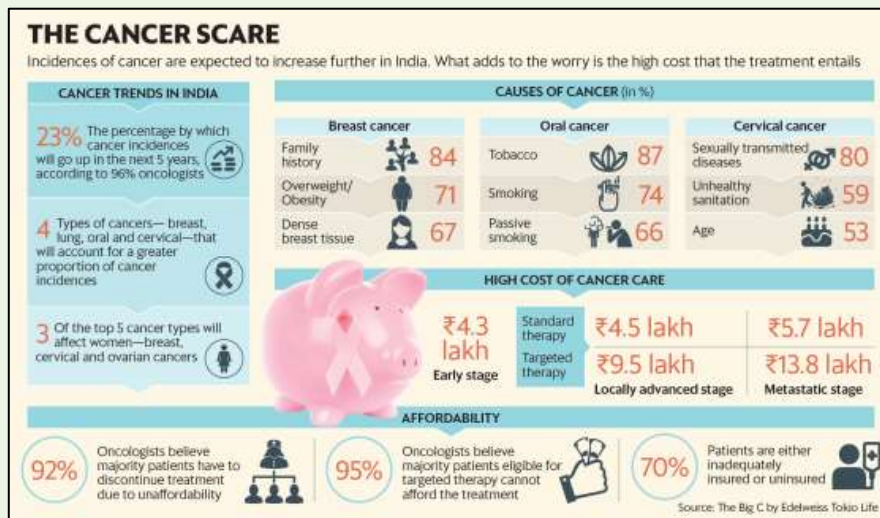 THE CANCER SCARE
Incidences of cancer are expected to increase further in India. What adds to the worry is the high cost that the treatment entails
CANCER TRENDS IN INDIA
23% The percentage by which
cancer incidences
will go up in the next 5 years,
according to 96% oncologists
4 Types of cancers— breast,
lung, oral and cervical—that
will account for a greater
proportion of cancer
incidences
3 Of the top 5 cancer types will
affect women—breast,
cervical and ovarian cancers
CAUSES OF CANCER (in %)
Breast cancer
Family
history 84
Overweight/
Obesity 71
Dense
breast tissue 67
Oral cancer
Tobacco 87
Smoking 74
Passive
smoking 66
Cervical cancer
Sexually transmitted
diseases 80
Unhealthy
sanitation 59
Age 53
HIGH COST OF CANCER CARE
₹4.3
lakh
Early stage
Standard
therapy ₹4.5 lakh ₹5.7 lakh
Targeted
therapy ₹9.5 lakh ₹13.8 lakh
Locally advanced stage Metastatic stage
AFFORDABILITY
92% Oncologists believe
majority patients have to
discontinue treatment
due to unaffordability
95% Oncologists believe
majority patients eligible for
targeted therapy cannot
afford the treatment
70% Patients are either
inadequately
insured or uninsured
Source: The Big C by Edelweiss Tokio Life